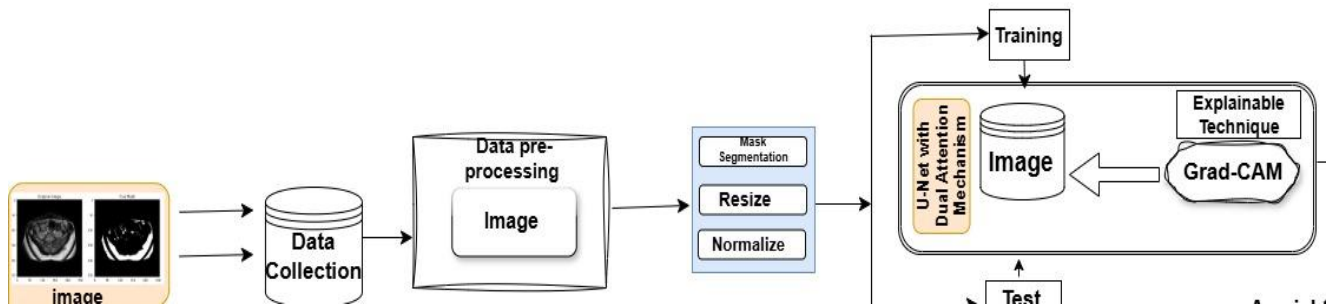 Training
Explainable
Technique
U-Net with
Dual Attention
Mechanism
Image
Grad-CAM
Mask
Segmentation
Resize
Normalize
Data pre-
processing
Image
Data
Collection
image
Test